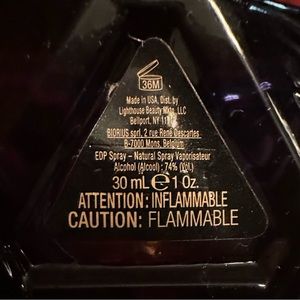 36M
Made in USA, Dist. by
Lighthouse Beauty Mktg. LLC
Bellport, NY
BIORIUS sprl, 2 rue René Descartes
B-7000 Mons, Belgium
EDP Spray – Natural Spray Vaporisateur
Alcohol (Alcool) : 74% (Vol.)
30 mL ℮ 1 Oz.
ATTENTION: INFLAMMABLE
CAUTION: FLAMMABLE